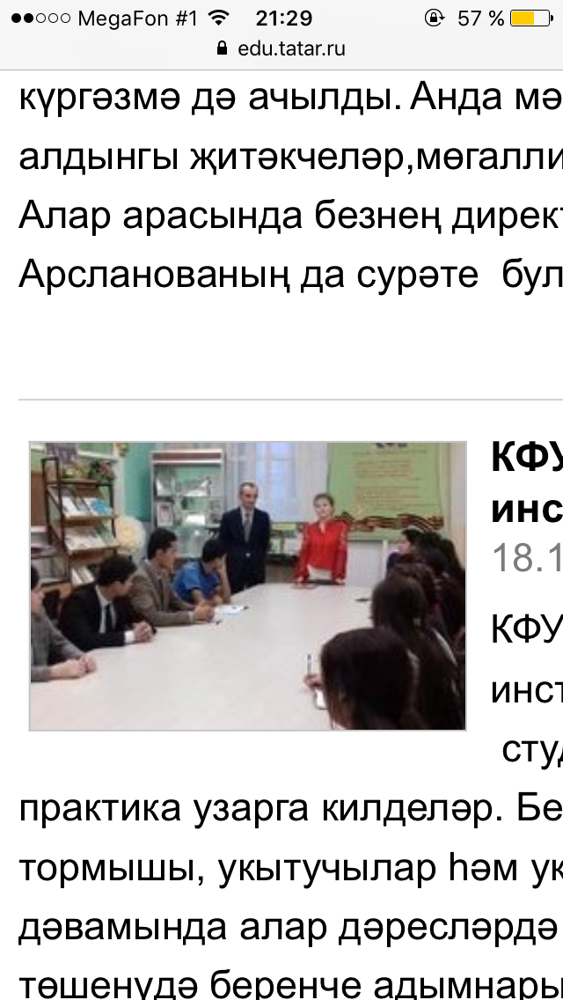 MegaFon #1 21:29 57 %
edu.tatar.ru
күргәзмә дә ачылды. Анда мә
алдынгы җитәкчеләр,мөгалли
Алар арасында безнең дирек
Арсланованың да сурәте бул
КФУ
инс
18.1
КФУ
инст
студ
практика узарга килделәр. Бе
тормышы, укытучылар һәм ук
дәвамында алар дәресләрдә
төшенүдә беренче адымнары